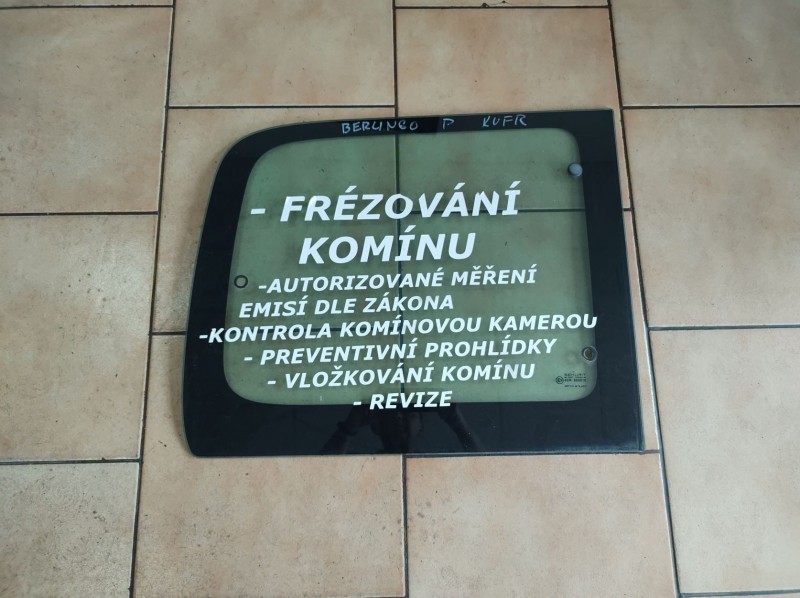 BERLINGO P KUFR
- FRÉZOVÁNÍ
KOMÍNU
-AUTORIZOVANÉ MĚŘENÍ
EMISÍ DLE ZÁKONA
-KONTROLA KOMÍNOVOU KAMEROU
- PREVENTIVNÍ PROHLÍDKY
- VLOŽKOVÁNÍ KOMÍNU
- REVIZE